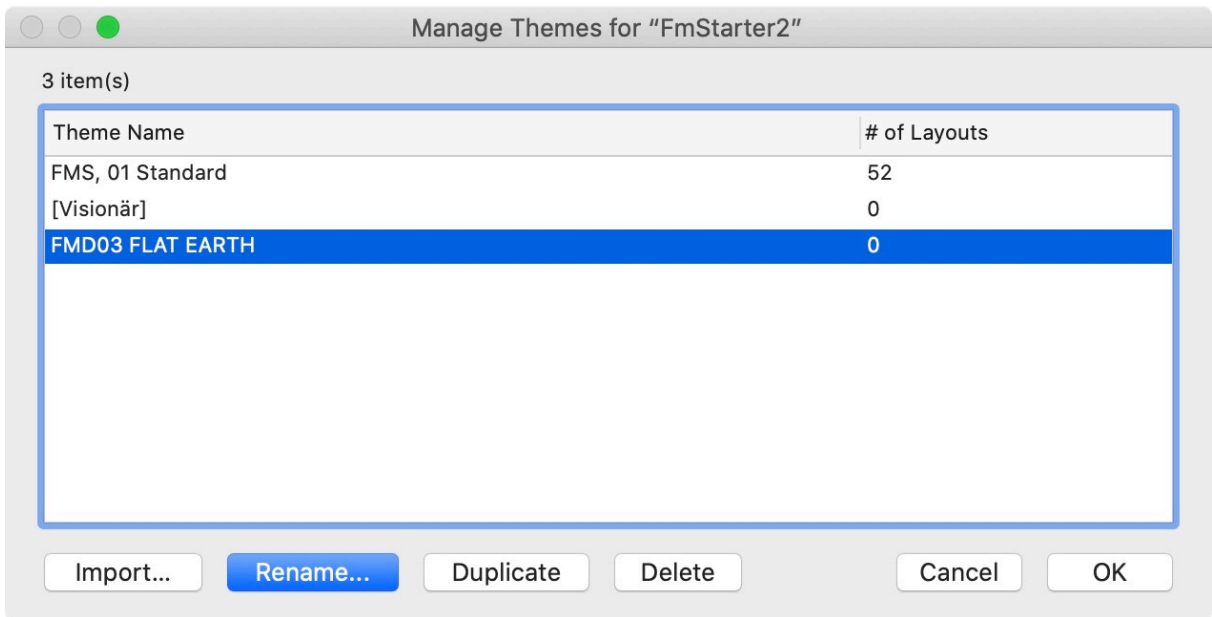 Manage Themes for “FmStarter2”
3 item(s)
Theme Name # of Layouts
FMS, 01 Standard 52
[Visionär] 0
FMD03 FLAT EARTH 0
Import... Rename... Duplicate Delete Cancel OK